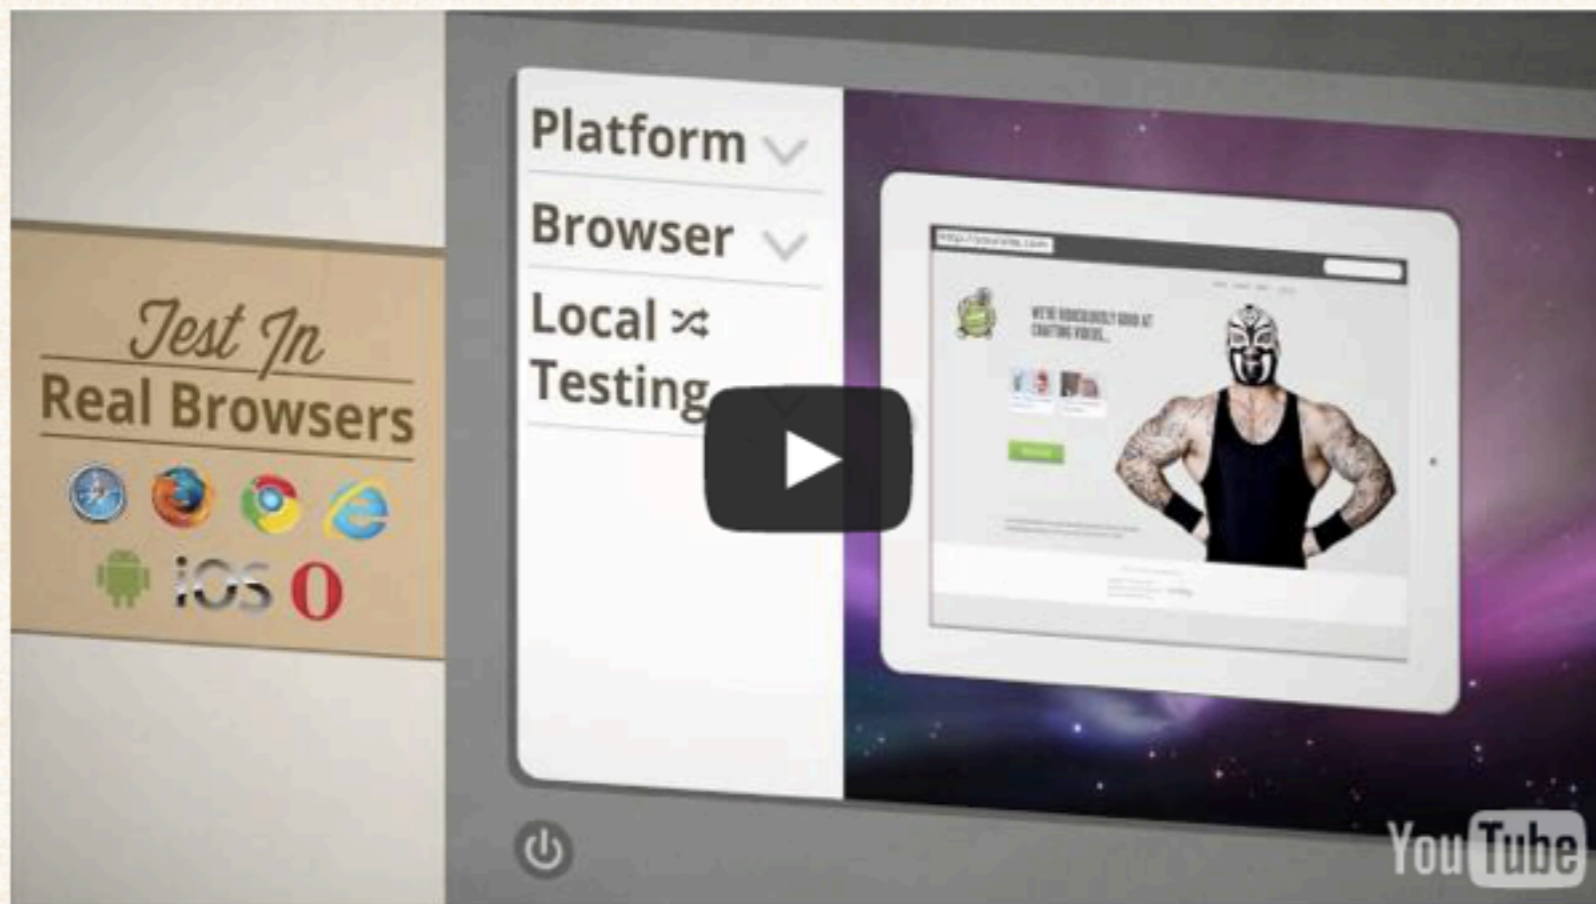 Test In
Real Browsers
iOS
Platform
Browser
Local
Testing
WE'RE RIDICULOUSLY GOOD AT
CRAFTING VIDEOS...
YouTube